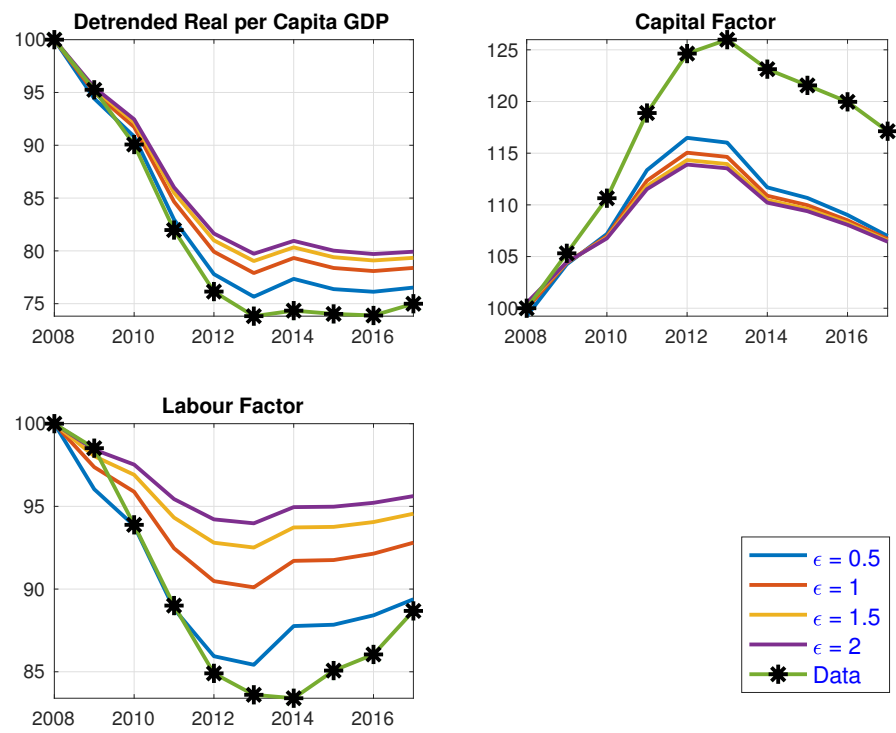 Detrended Real per Capita GDP
100
95
90
85
80
75
2008 2010 2012 2014 2016
Capital Factor
125
120
115
110
105
100
2008 2010 2012 2014 2016
Labour Factor
100
95
90
85
2008 2010 2012 2014 2016
ϵ = 0.5
ϵ = 1
ϵ = 1.5
ϵ = 2
Data